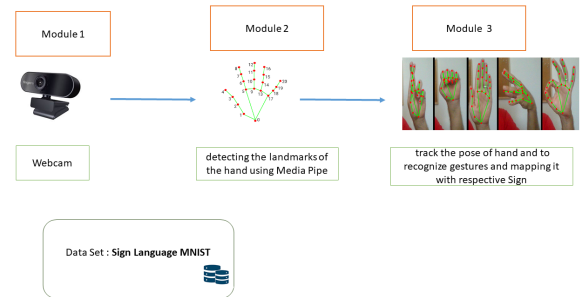 Module 1
Module 2
Module 3
Webcam
detecting the landmarks of
the hand using Media Pipe
track the pose of hand and to
recognize gestures and mapping it
with respective Sign
Data Set : Sign Language MNIST